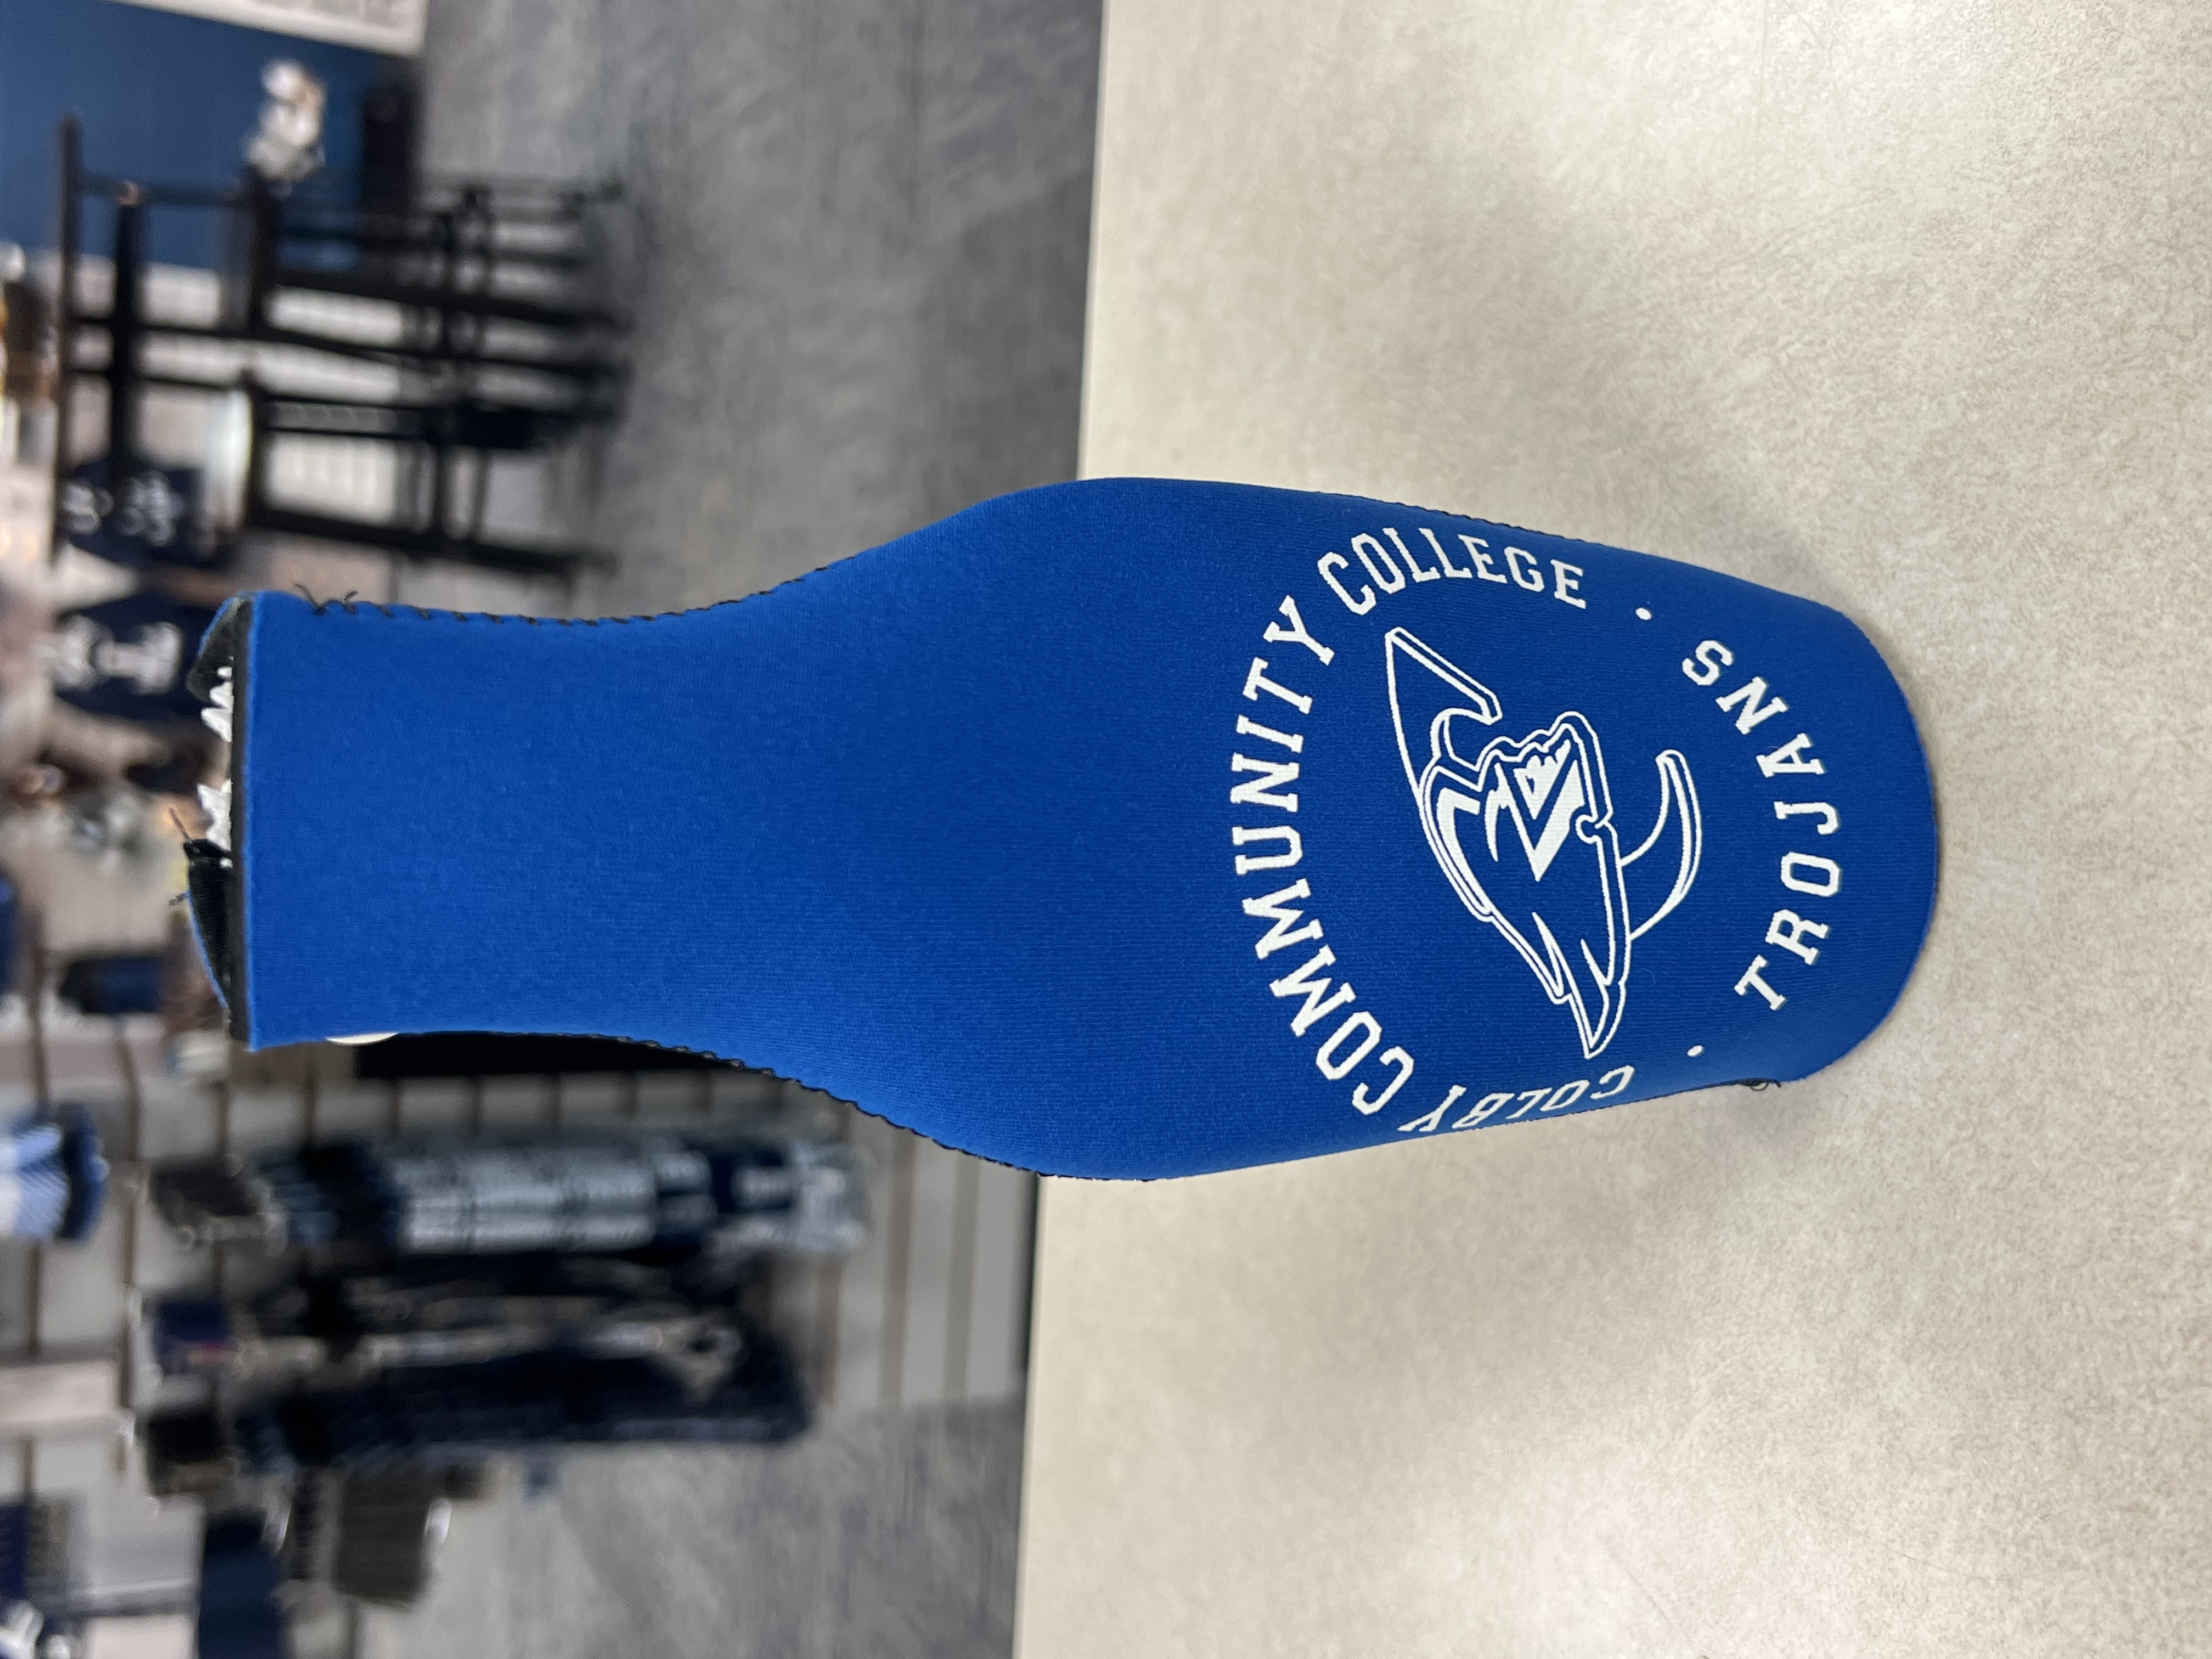 COLBY COMMUNITY COLLEGE •
TROJANS •